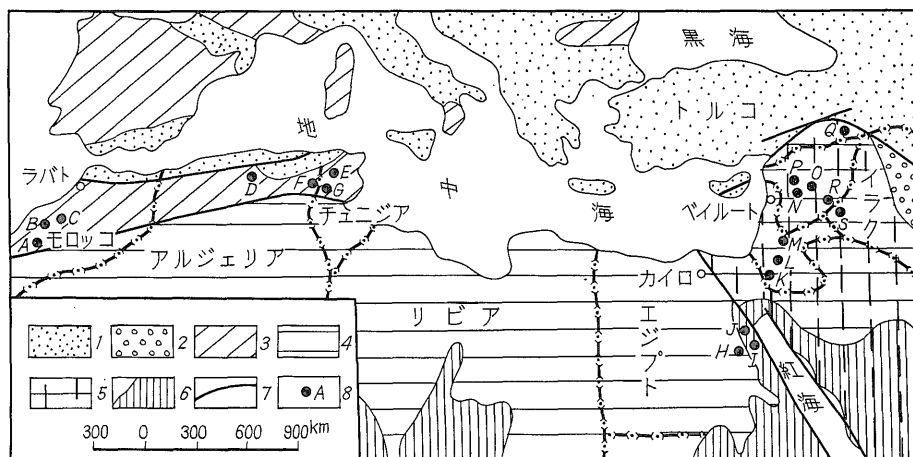 黒海
トルコ
地
中
海
ラバト
モロッコ
アルジェリア
チュニジア
リビア
エジプト
カイロ
ベイルート
イラク
紅海
A
B
C
D
E
F
G
H
I
J
K
L
M
N
O
P
Q
R
S
1
2
3
4
5
6
7
A 8
300 0 300 600 900km